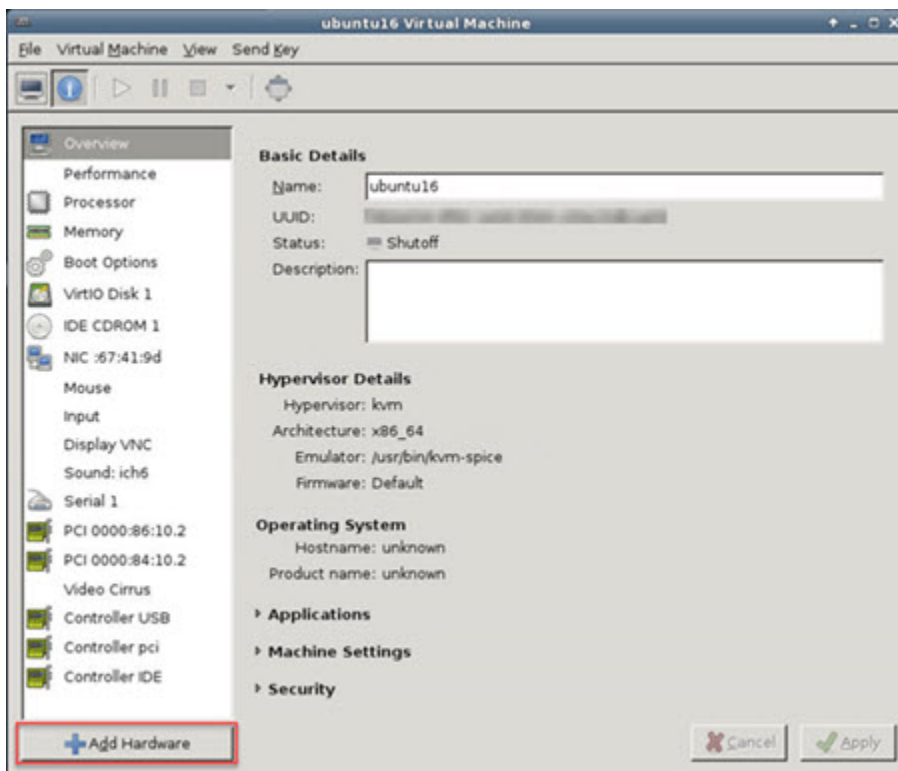 ubuntu16 Virtual Machine
File Virtual Machine View Send Key
Overview
Performance
Processor
Memory
Boot Options
VirtIO Disk 1
IDE CDROM 1
NIC :67:41:9d
Mouse
Input
Display VNC
Sound: ich6
Serial 1
PCI 0000:86:10.2
PCI 0000:84:10.2
Video Cirrus
Controller USB
Controller pci
Controller IDE
Add Hardware
Basic Details
Name: ubuntu16
UUID:
Status: Shutoff
Description:
Hypervisor Details
Hypervisor: kvm
Architecture: x86_64
Emulator: /usr/bin/kvm-spice
Firmware: Default
Operating System
Hostname: unknown
Product name: unknown
Applications
Machine Settings
Security
Cancel Apply